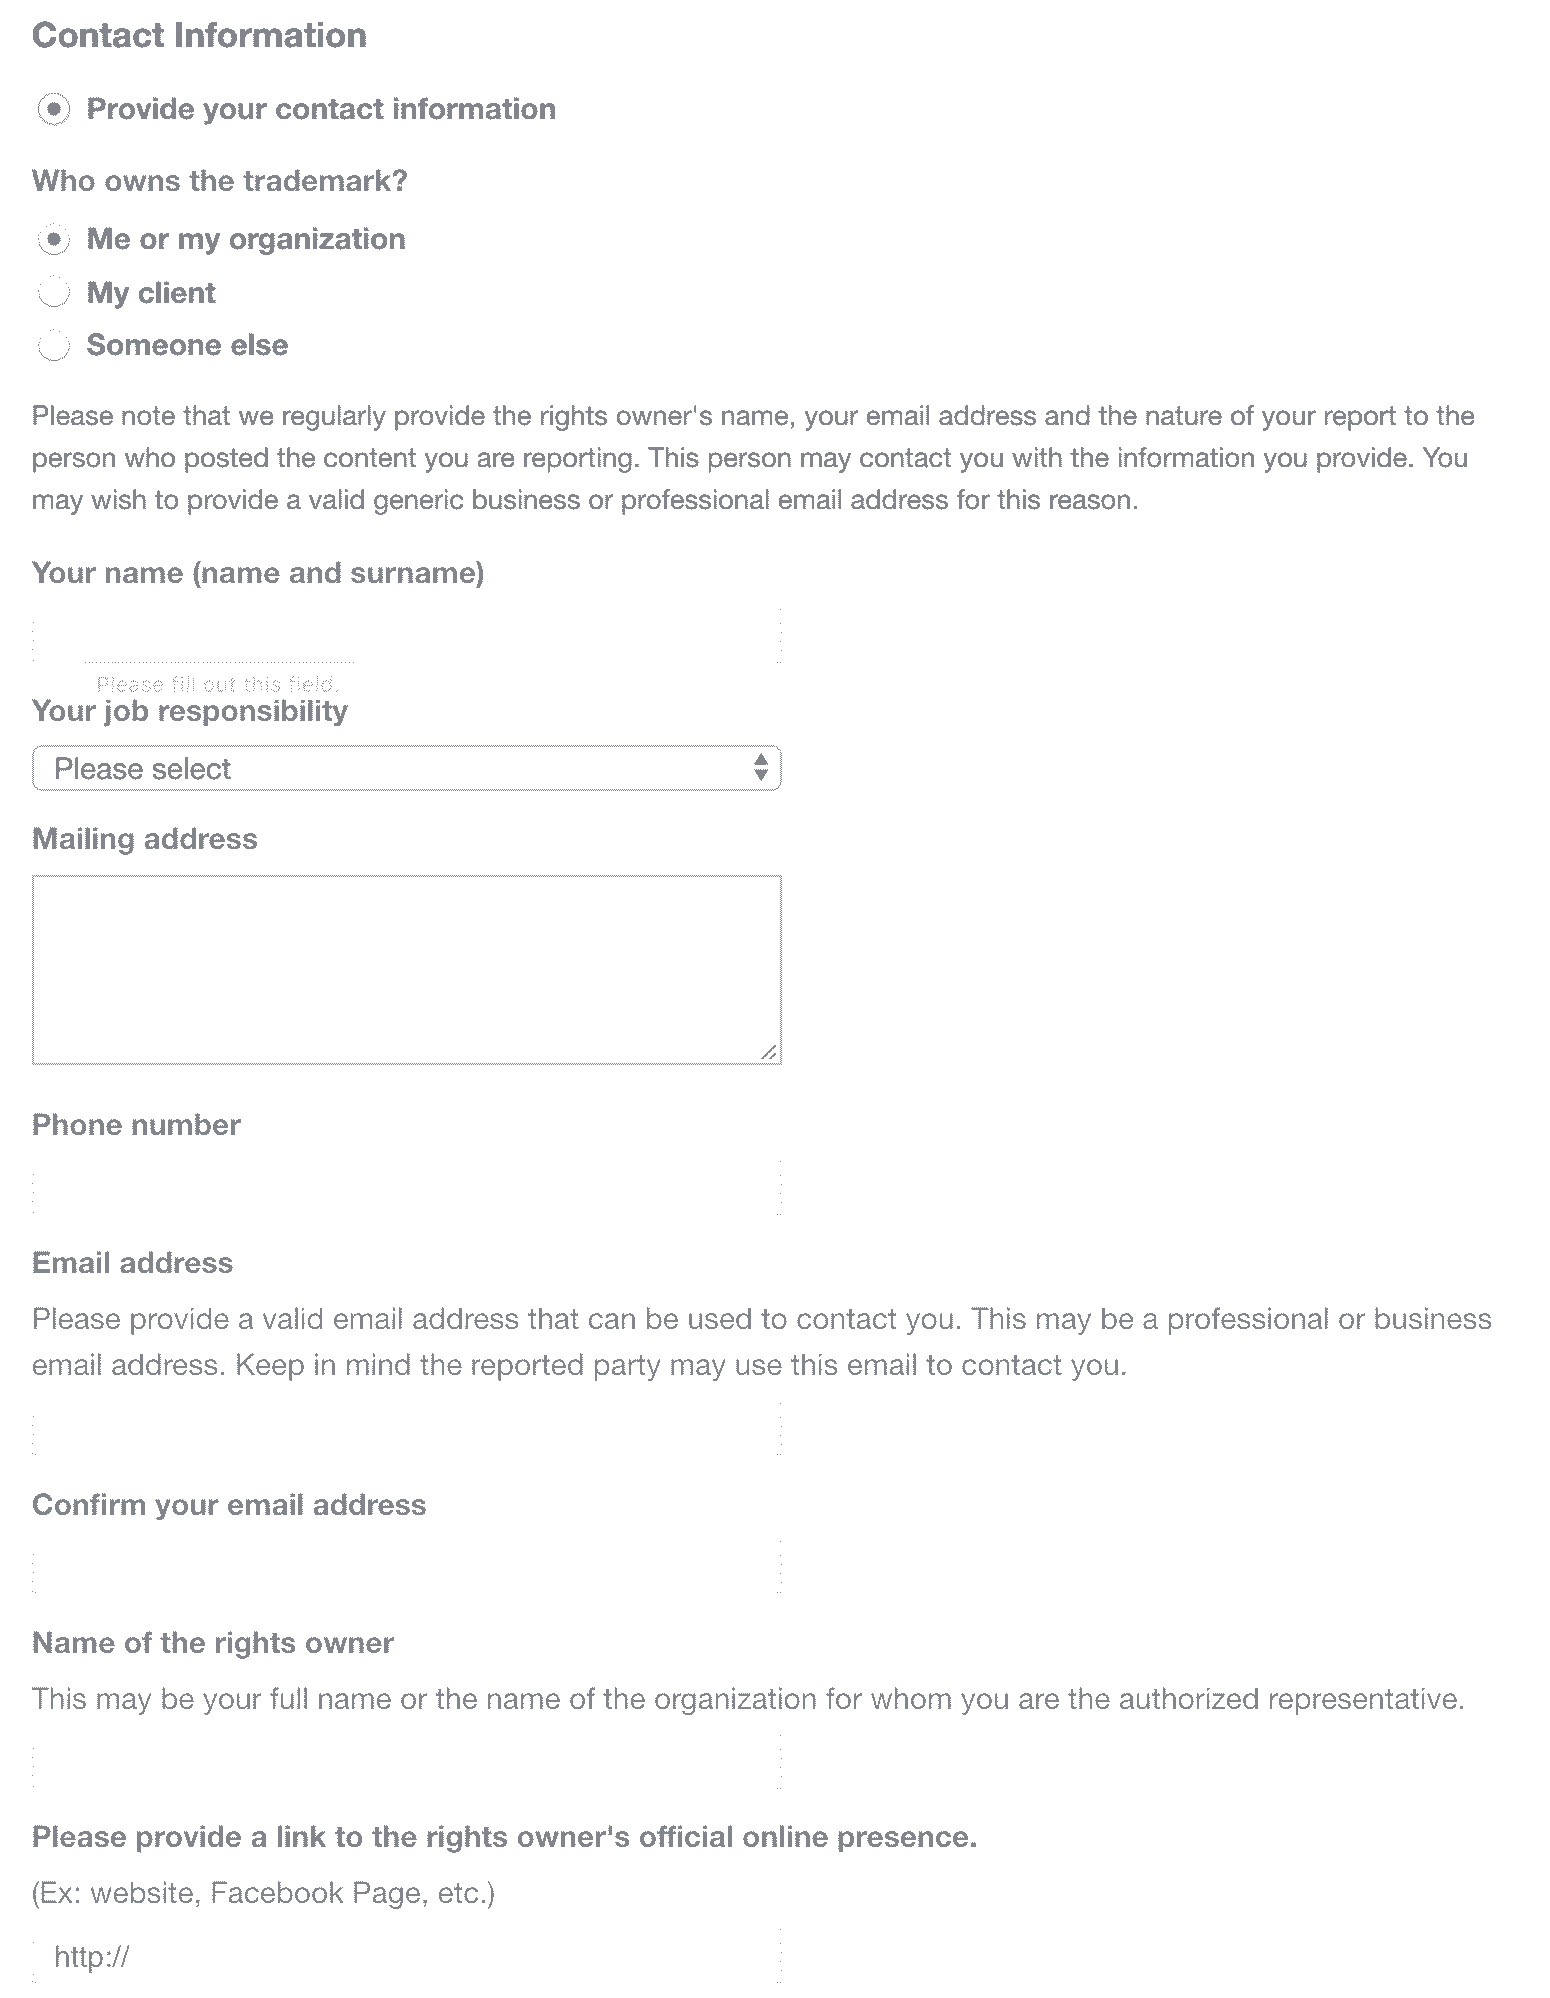 Contact Information
Provide your contact information
Who owns the trademark?
Me or my organization
My client
Someone else
Please note that we regularly provide the rights owner's name, your email address and the nature of your report to the
person who posted the content you are reporting. This person may contact you with the information you provide. You
may wish to provide a valid generic business or professional email address for this reason.
Your name (name and surname)
Please fill out this field.
Your job responsibility
Please select
Mailing address
Phone number
Email address
Please provide a valid email address that can be used to contact you. This may be a professional or business
email address. Keep in mind the reported party may use this email to contact you.
Confirm your email address
Name of the rights owner
This may be your full name or the name of the organization for whom you are the authorized representative.
Please provide a link to the rights owner's official online presence.
(Ex: website, Facebook Page, etc.)
http://